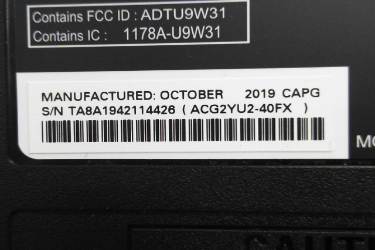 Contains FCC ID : ADTU9W31
Contains IC : 1178A-U9W31
MANUFACTURED: OCTOBER 2019 CAPG
S/N TA8A1942114426 ( ACG2YU2-40FX )